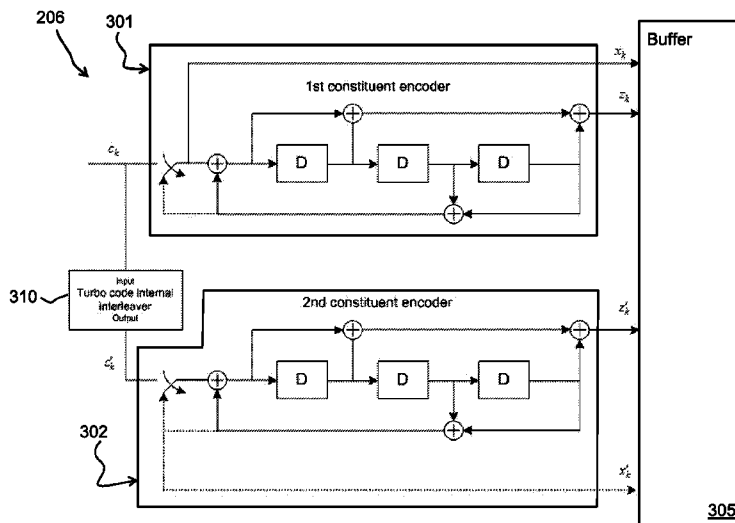 206
301
x_k
Buffer
1st constituent encoder
z_k
c_k
D
D
D
310
Input
Turbo code internal
interleaver
Output
2nd constituent encoder
z'_k
c'_k
D
D
D
302
x'_k
305